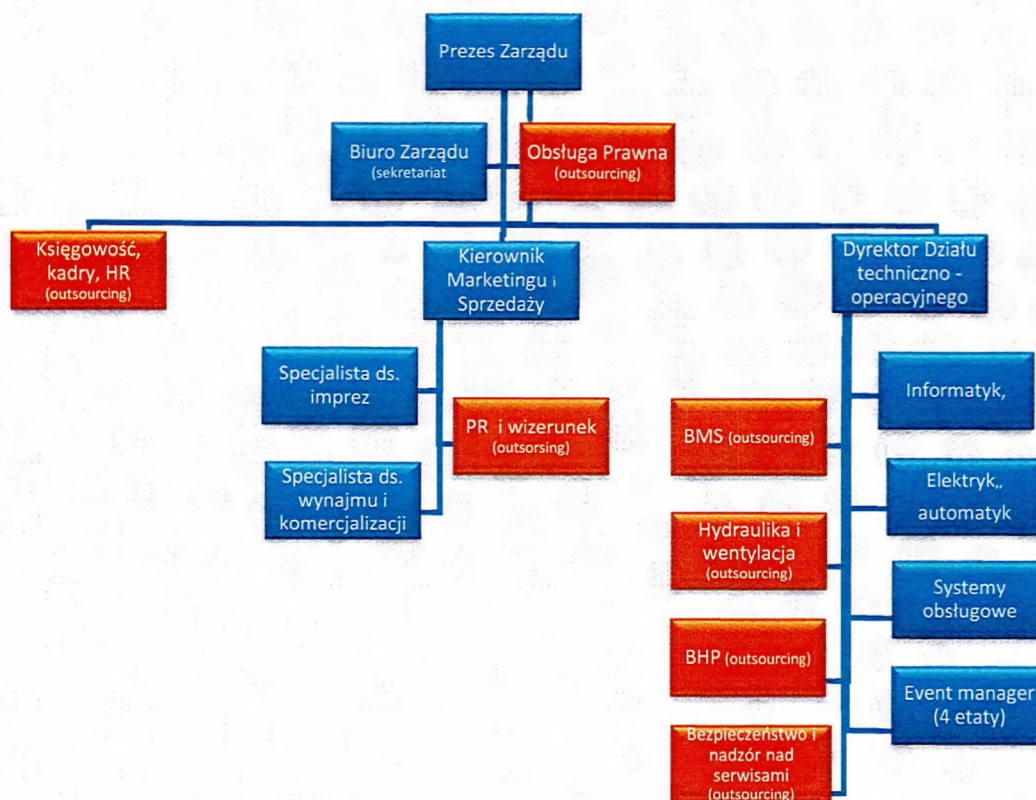 Prezes Zarządu
Biuro Zarządu
(sekretariat
Obsługa Prawna
(outsourcing)
Księgowość,
kadry, HR
(outsourcing)
Kierownik
Marketingu i
Sprzedaży
Dyrektor Działu
techniczno -
operacyjnego
Specjalista ds.
imprez
PR i wizerunek
(outsorsing)
Specjalista ds.
wynajmu i
komercjalizacji
BMS (outsourcing)
Hydraulika i
wentylacja
(outsourcing)
BHP (outsourcing)
Bezpieczeństwo i
nadzór nad
serwisami
(outsourcing)
Informatyk,
Elektryk,,
automatyk
Systemy
obsługowe
Event manager
(4 etaty)